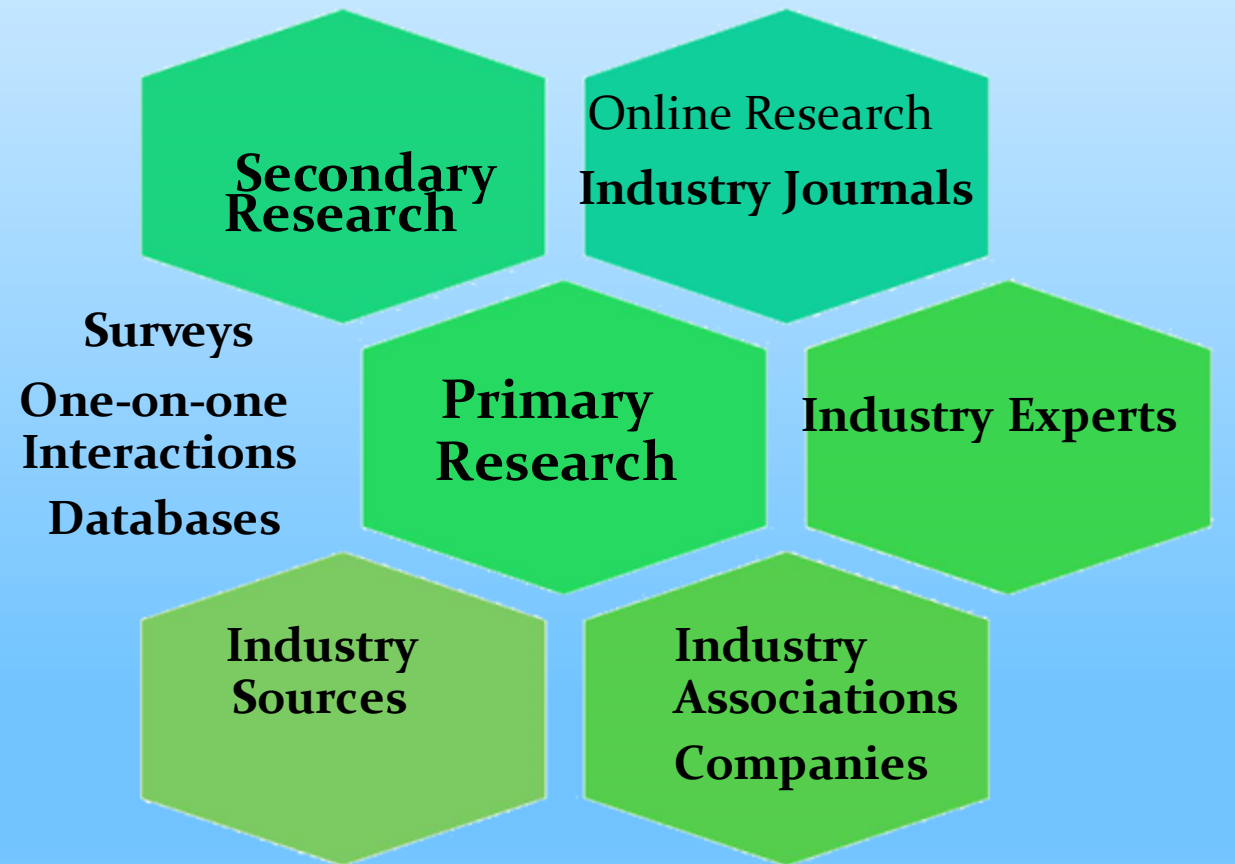 Secondary
Research
Online Research
Industry Journals
Surveys
One-on-one
Interactions
Databases
Primary
Research
Industry Experts
Industry
Sources
Industry
Associations
Companies